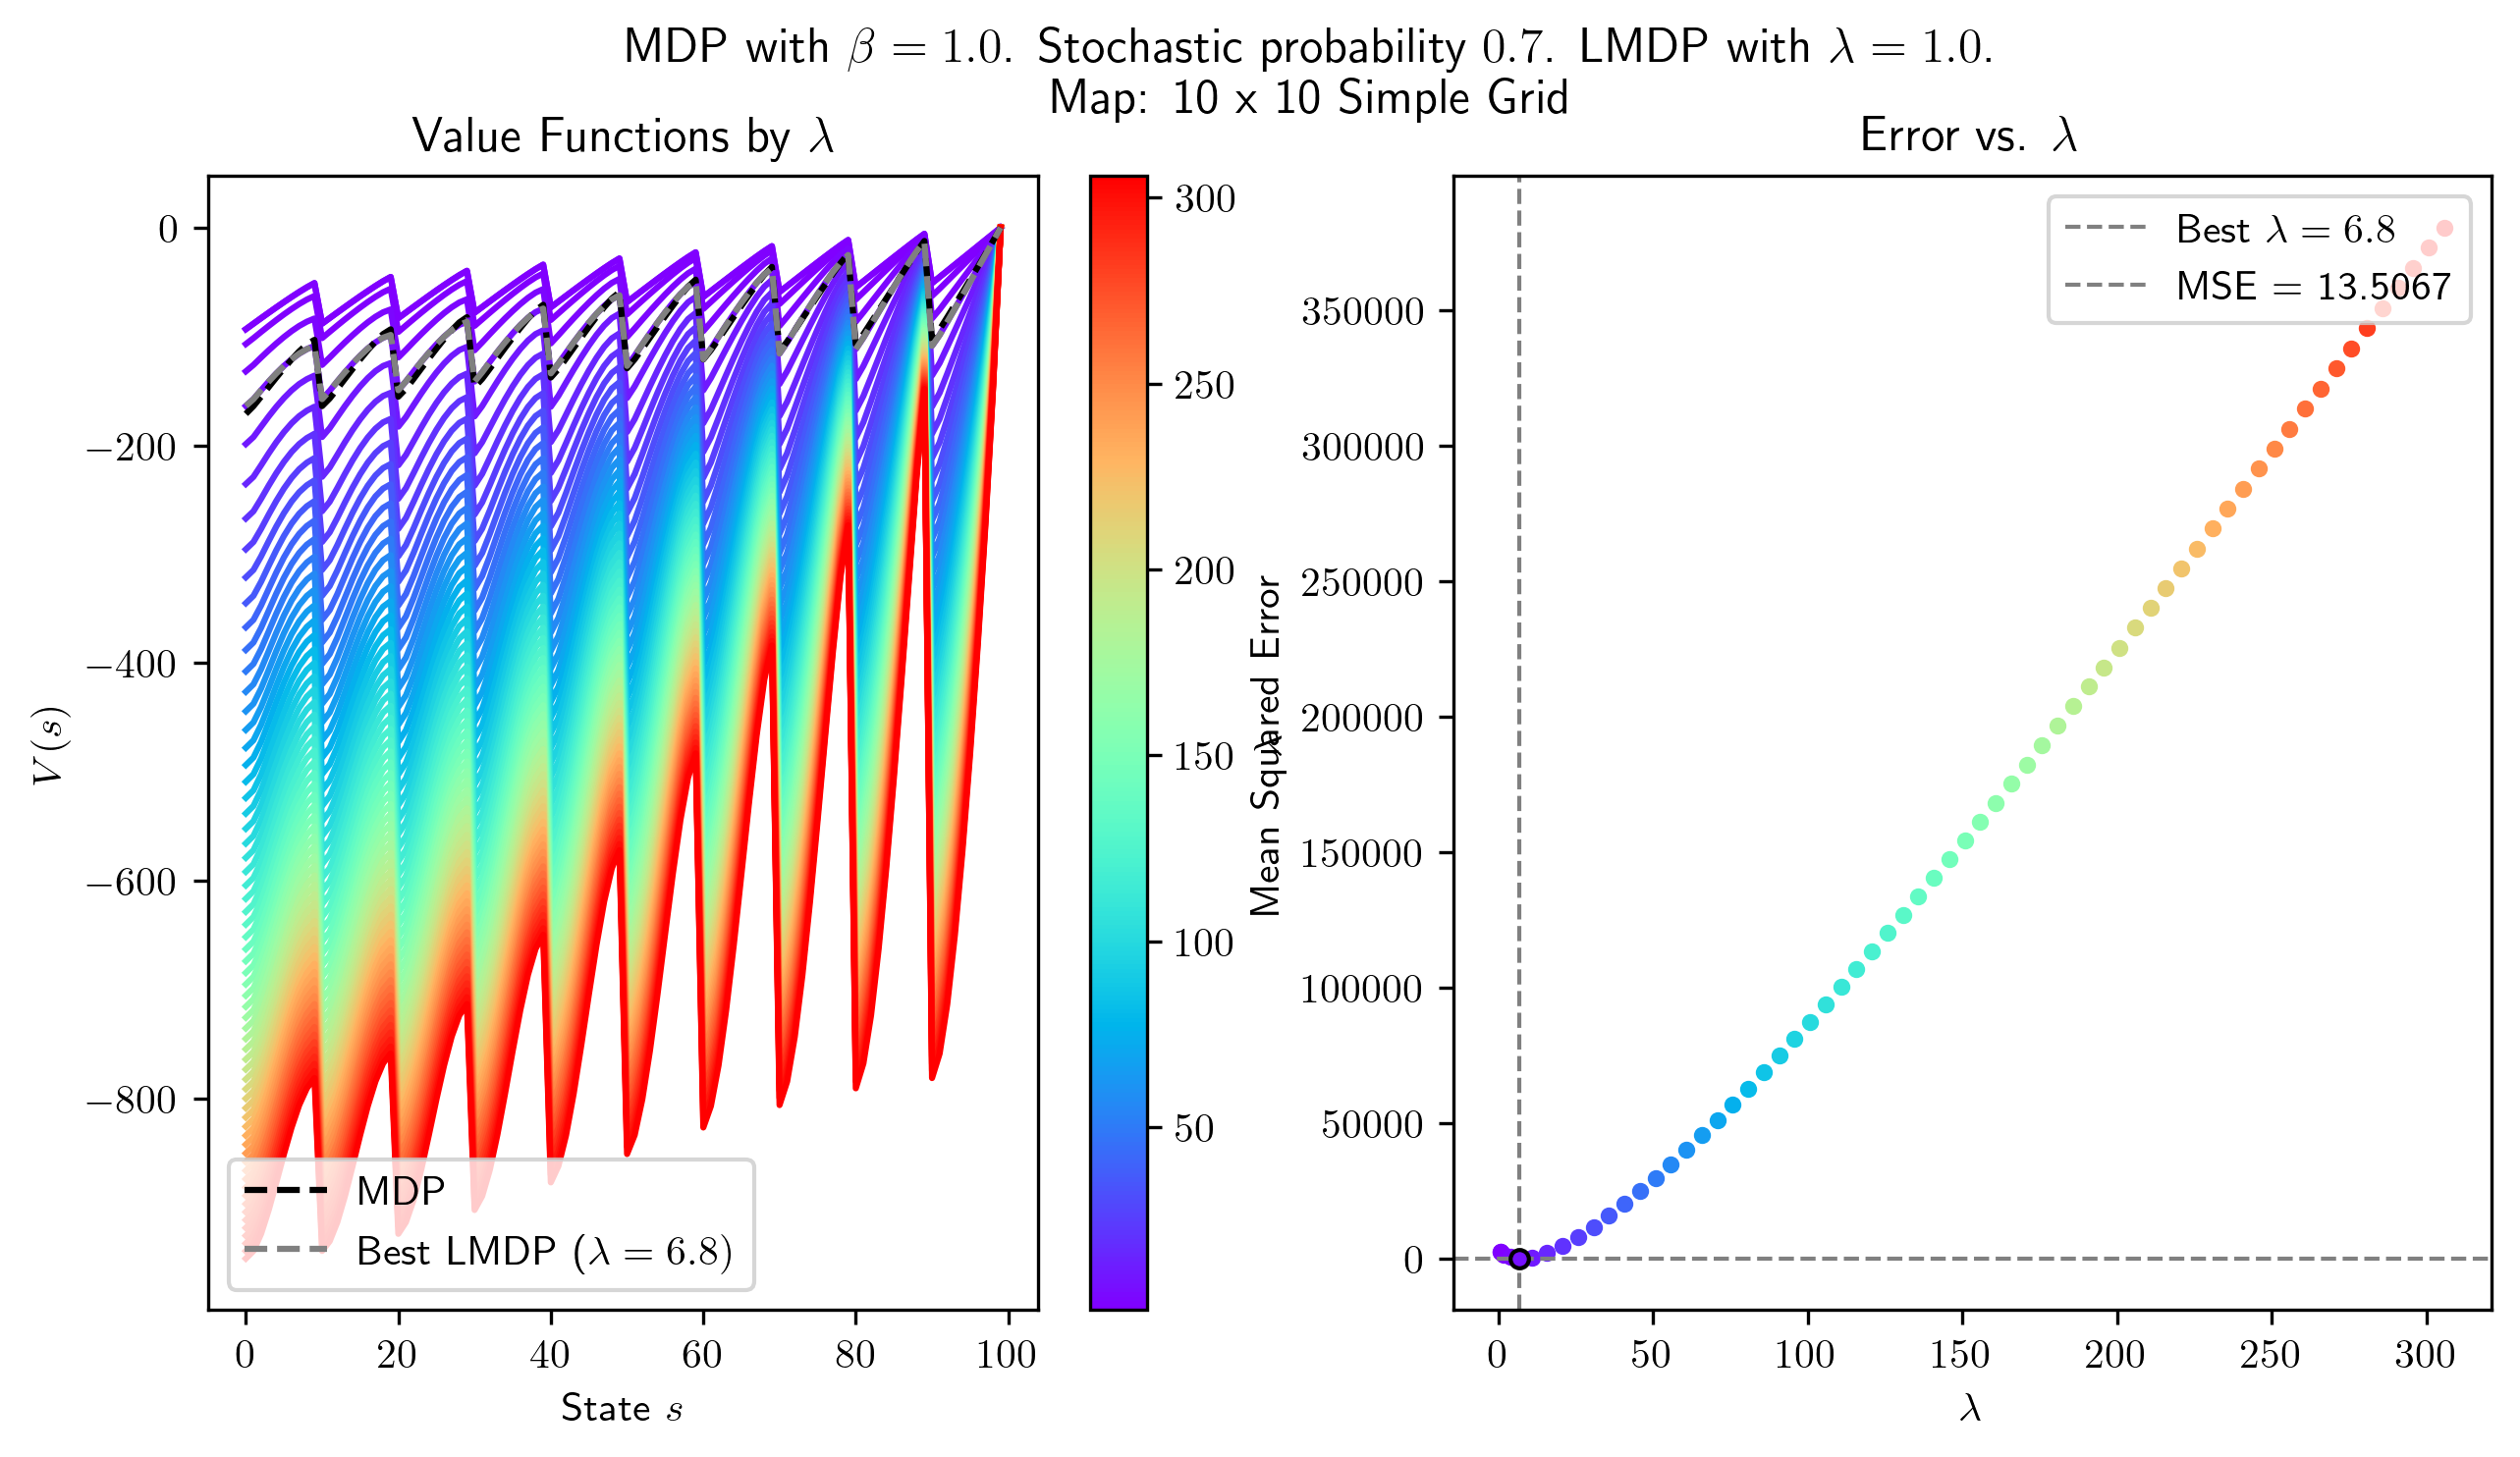 MDP with β = 1.0. Stochastic probability 0.7. LMDP with λ = 1.0.
Map: 10 x 10 Simple Grid
Value Functions by λ
V(s)
0
−200
−400
−600
−800
MDP
Best LMDP (λ = 6.8)
0 20 40 60 80 100
State s
300
250
200
150
100
50
λ
Error vs. λ
Mean Squared Error
350000
300000
250000
200000
150000
100000
50000
0
Best λ = 6.8
MSE = 13.5067
0 50 100 150 200 250 300
λ